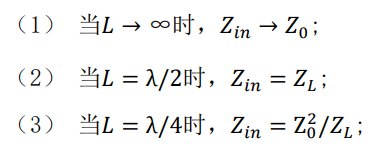 （1） 当L → ∞时，Z_in → Z_0；
（2） 当L = λ/2时，Z_in = Z_L；
（3） 当L = λ/4时，Z_in = Z_0^2/Z_L；